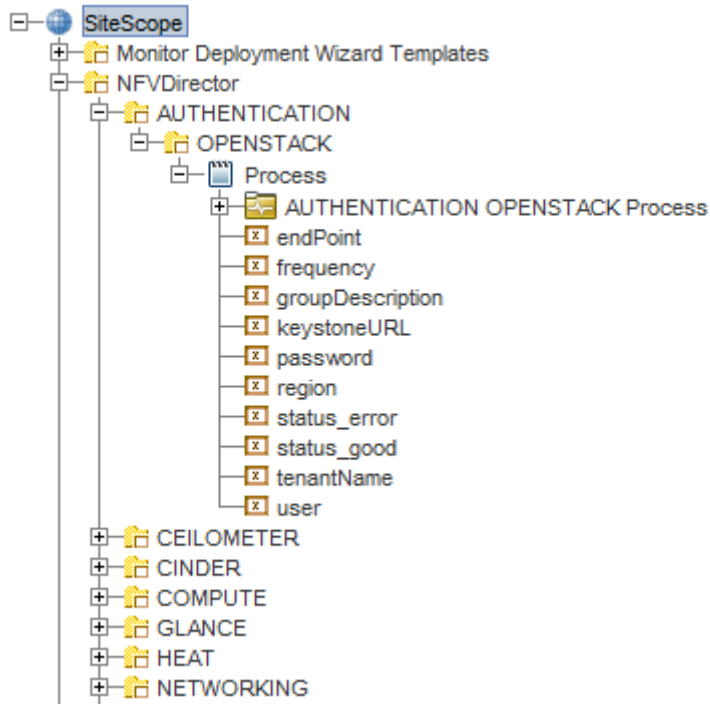 SiteScope
Monitor Deployment Wizard Templates
NFVDirector
AUTHENTICATION
OPENSTACK
Process
AUTHENTICATION OPENSTACK Process
endPoint
frequency
groupDescription
keystoneURL
password
region
status_error
status_good
tenantName
user
CEILOMETER
CINDER
COMPUTE
GLANCE
HEAT
NETWORKING